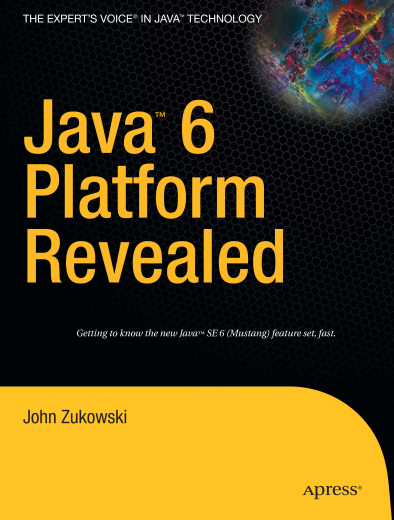 THE EXPERT'S VOICE® IN JAVA™ TECHNOLOGY
Java™ 6
Platform
Revealed
Getting to know the new Java™ SE 6 (Mustang) feature set, fast.
John Zukowski
Apress®